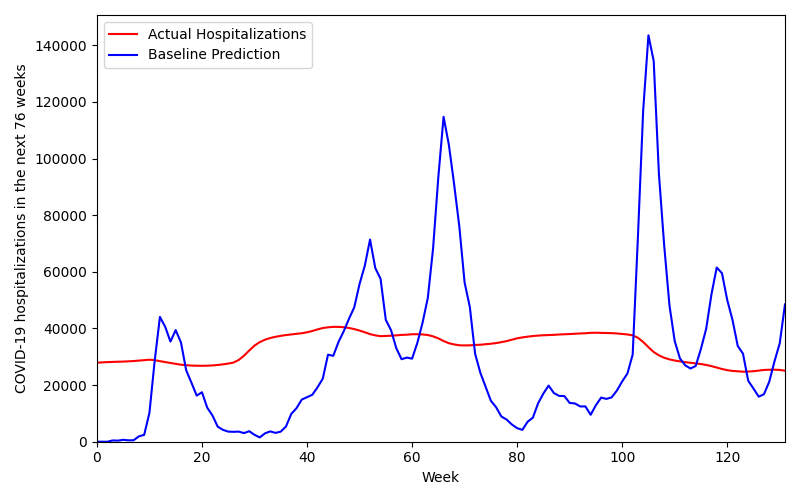 Actual Hospitalizations
Baseline Prediction
COVID-19 hospitalizations in the next 76 weeks
140000
120000
100000
80000
60000
40000
20000
0
0 20 40 60 80 100 120
Week